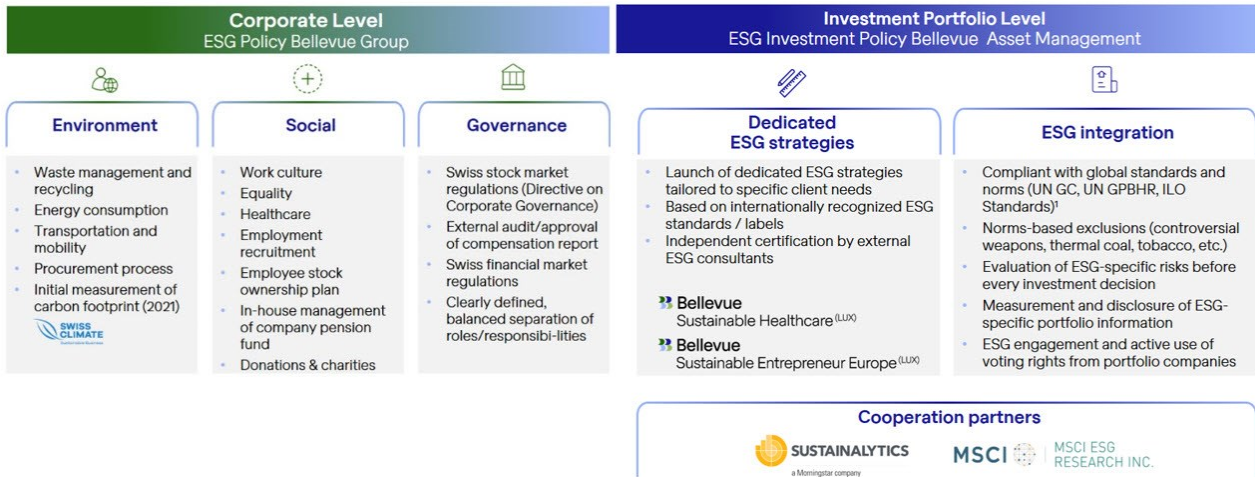 Corporate Level
ESG Policy Bellevue Group
Environment
• Waste management and
recycling
• Energy consumption
• Transportation and
mobility
• Procurement process
• Initial measurement of
carbon footprint (2021)
SWISS
CLIMATE
Sustainable Business
Social
• Work culture
• Equality
• Healthcare
• Employment
recruitment
• Employee stock
ownership plan
• In-house management
of company pension
fund
• Donations & charities
Governance
• Swiss stock market
regulations (Directive on
Corporate Governance)
• External audit/approval
of compensation report
• Swiss financial market
regulations
• Clearly defined,
balanced separation of
roles/responsibi-lities
Investment Portfolio Level
ESG Investment Policy Bellevue Asset Management
Dedicated
ESG strategies
• Launch of dedicated ESG strategies
tailored to specific client needs
• Based on internationally recognized ESG
standards / labels
• Independent certification by external
ESG consultants
Bellevue
Sustainable Healthcare (LUX)
Bellevue
Sustainable Entrepreneur Europe (LUX)
ESG integration
• Compliant with global standards and
norms (UN GC, UN GPBHR, ILO
Standards)¹
• Norms-based exclusions (controversial
weapons, thermal coal, tobacco, etc.)
• Evaluation of ESG-specific risks before
every investment decision
• Measurement and disclosure of ESG-
specific portfolio information
• ESG engagement and active use of
voting rights from portfolio companies
Cooperation partners
SUSTAINALYTICS
a Morningstar company
MSCI
MSCI ESG
RESEARCH INC.